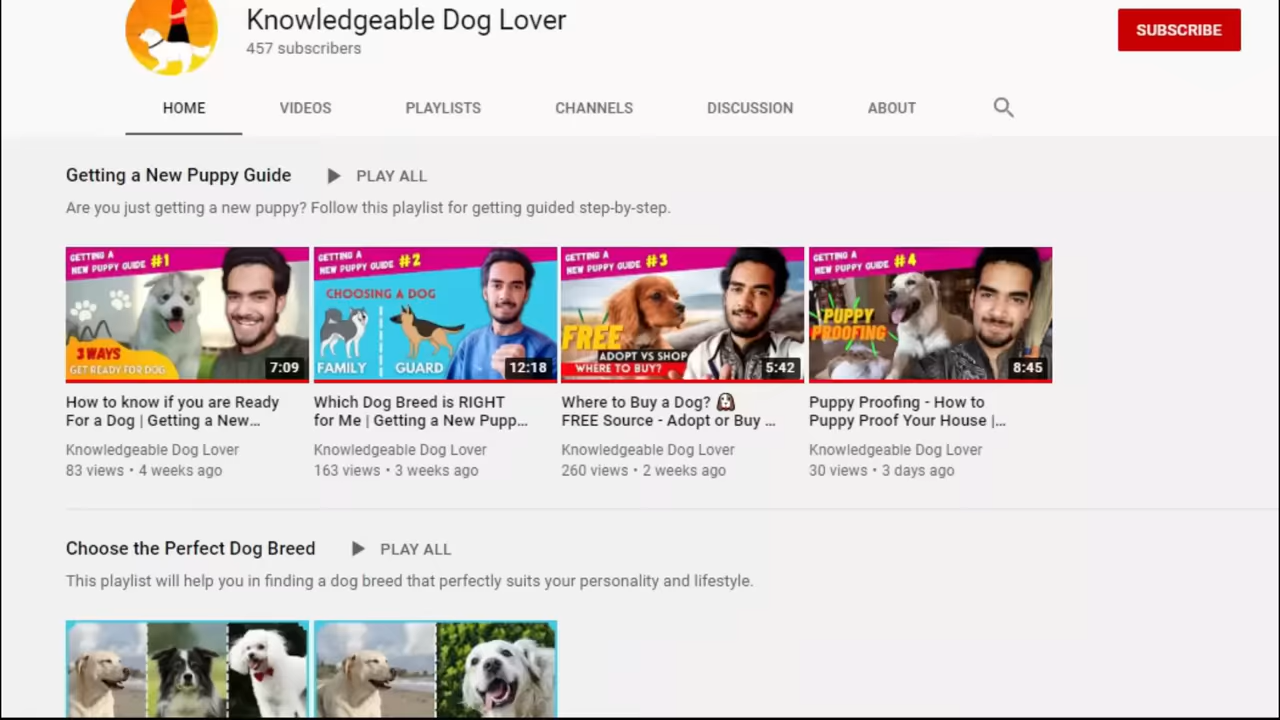 Knowledgeable Dog Lover
457 subscribers
SUBSCRIBE
HOME VIDEOS PLAYLISTS CHANNELS DISCUSSION ABOUT
Getting a New Puppy Guide PLAY ALL
Are you just getting a new puppy? Follow this playlist for getting guided step-by-step.
GETTING A
NEW PUPPY GUIDE #1
3 WAYS
GET READY FOR DOG
7:09
GETTING A
NEW PUPPY GUIDE #2
CHOOSING A DOG
FAMILY GUARD
12:18
GETTING A
NEW PUPPY GUIDE #3
FREE
ADOPT VS SHOP
WHERE TO BUY?
5:42
GETTING A
NEW PUPPY GUIDE #4
PUPPY
PROOFING
8:45
How to know if you are Ready
For a Dog | Getting a New...
Knowledgeable Dog Lover
83 views • 4 weeks ago
Which Dog Breed is RIGHT
for Me | Getting a New Pupp...
Knowledgeable Dog Lover
163 views • 3 weeks ago
Where to Buy a Dog?
FREE Source - Adopt or Buy ...
Knowledgeable Dog Lover
260 views • 2 weeks ago
Puppy Proofing - How to
Puppy Proof Your House |...
Knowledgeable Dog Lover
30 views • 3 days ago
Choose the Perfect Dog Breed PLAY ALL
This playlist will help you in finding a dog breed that perfectly suits your personality and lifestyle.